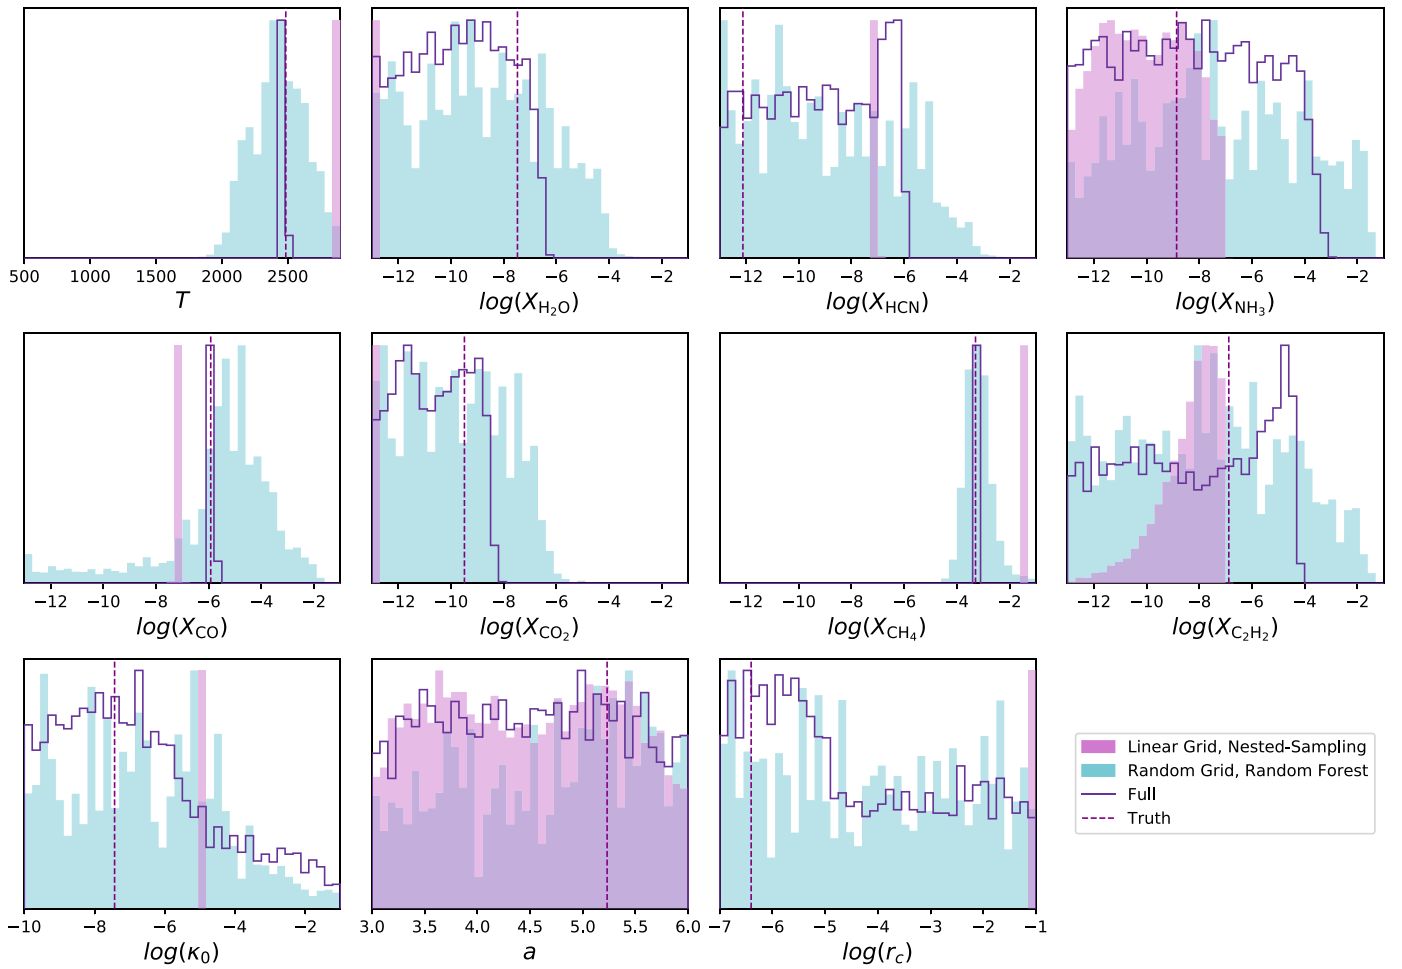 500 1000 1500 2000 2500
T
−12 −10 −8 −6 −4 −2
log(X_H₂O)
−12 −10 −8 −6 −4 −2
log(X_HCN)
−12 −10 −8 −6 −4 −2
log(X_NH₃)
−12 −10 −8 −6 −4 −2
log(X_CO)
−12 −10 −8 −6 −4 −2
log(X_CO₂)
−12 −10 −8 −6 −4 −2
log(X_CH₄)
−12 −10 −8 −6 −4 −2
log(X_C₂H₂)
−10 −8 −6 −4 −2
log(κ₀)
3.0 3.5 4.0 4.5 5.0 5.5 6.0
a
−7 −6 −5 −4 −3 −2 −1
log(r_c)
Linear Grid, Nested-Sampling
Random Grid, Random Forest
Full
Truth